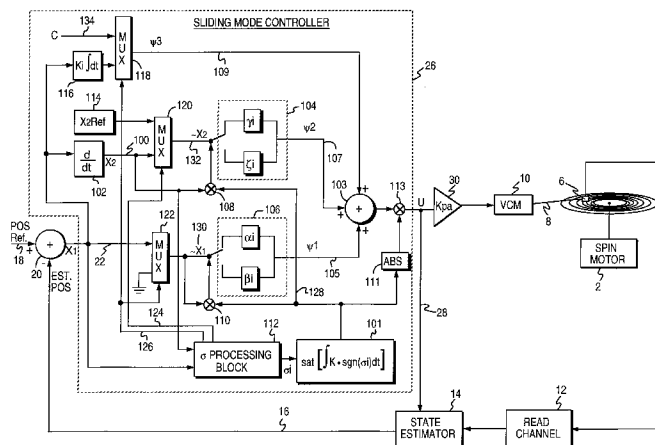 SLIDING MODE CONTROLLER
134
C
MUX
ψ3
Ki ∫dt
116
118
109
26
114
120
X2Ref
100
MUX
104
γi
ψ2
~X2
132
ζi
107
d/dt
X2
102
108
103
+
+
+
113
U
30
Kpa
10
VCM
8
6
SPIN MOTOR
2
POS Ref.
18
+
20
X1
22
EST. POS
122
MUX
130
~X1
106
αi
ψ1
βi
105
ABS
111
110
128
28
124
126
112
σ PROCESSING BLOCK
σi
101
sat [∫K•sgn(σi)dt]
16
14
STATE ESTIMATOR
12
READ CHANNEL